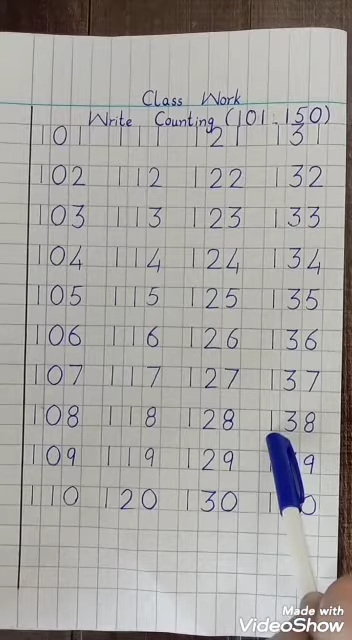 Class Work
Write Counting (101-150)
101 111 121 131
102 112 122 132
103 113 123 133
104 114 124 134
105 115 125 135
106 116 126 136
107 117 127 137
108 118 128 138
109 119 129
110 120 130
Made with
VideoShow